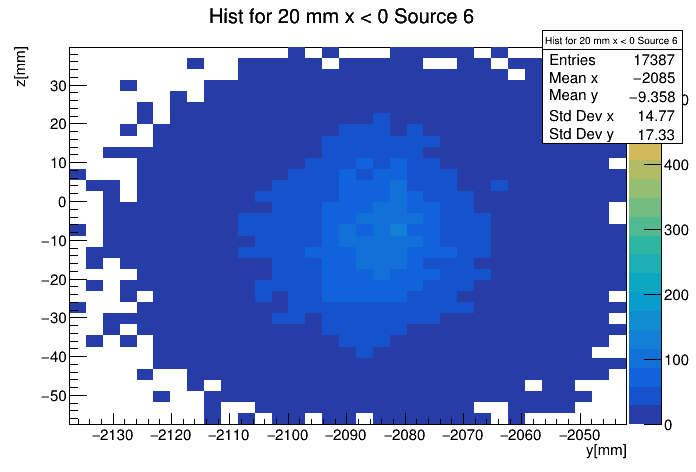 Hist for 20 mm x < 0 Source 6
z[mm]
Hist for 20 mm x < 0 Source 6
Entries 17387
Mean x −2085
Mean y −9.358
Std Dev x 14.77
Std Dev y 17.33
30
20
10
0
−10
−20
−30
−40
−50
0
400
300
200
100
0
−2130 −2120 −2110 −2100 −2090 −2080 −2070 −2060 −2050
y[mm]